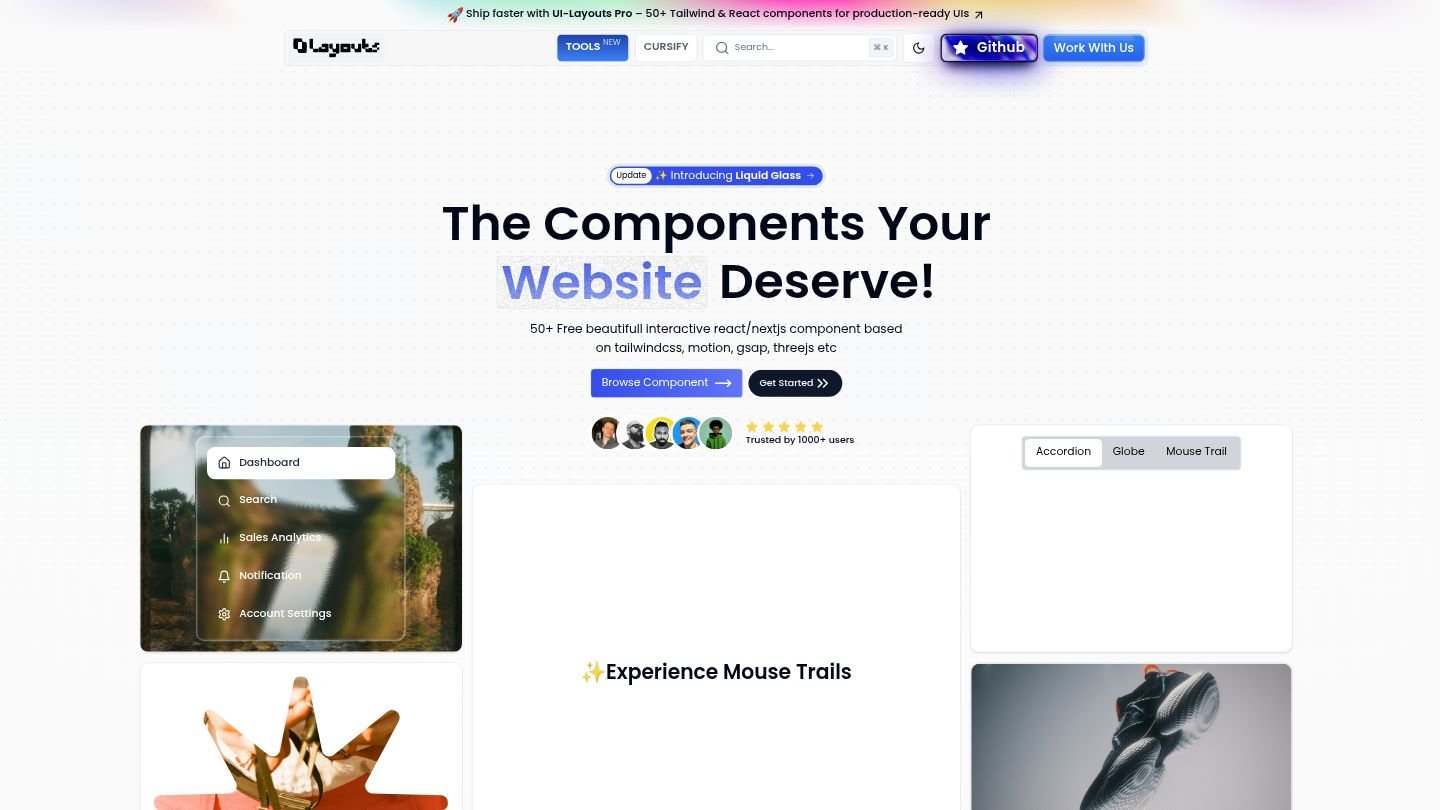 🚀 Ship faster with UI-Layouts Pro – 50+ Tailwind & React components for production-ready UIs
Layouts
TOOLS NEW
CURSIFY
Search...
⌘ K
Github
Work With Us
Update ✨ Introducing Liquid Glass →
The Components Your
Website Deserve!
50+ Free beautifull interactive react/nextjs component based
on tailwindcss, motion, gsap, threejs etc
Browse Component
Get Started
Trusted by 1000+ users
Dashboard
Search
Sales Analytics
Notification
Account Settings
✨Experience Mouse Trails
Accordion
Globe
Mouse Trail